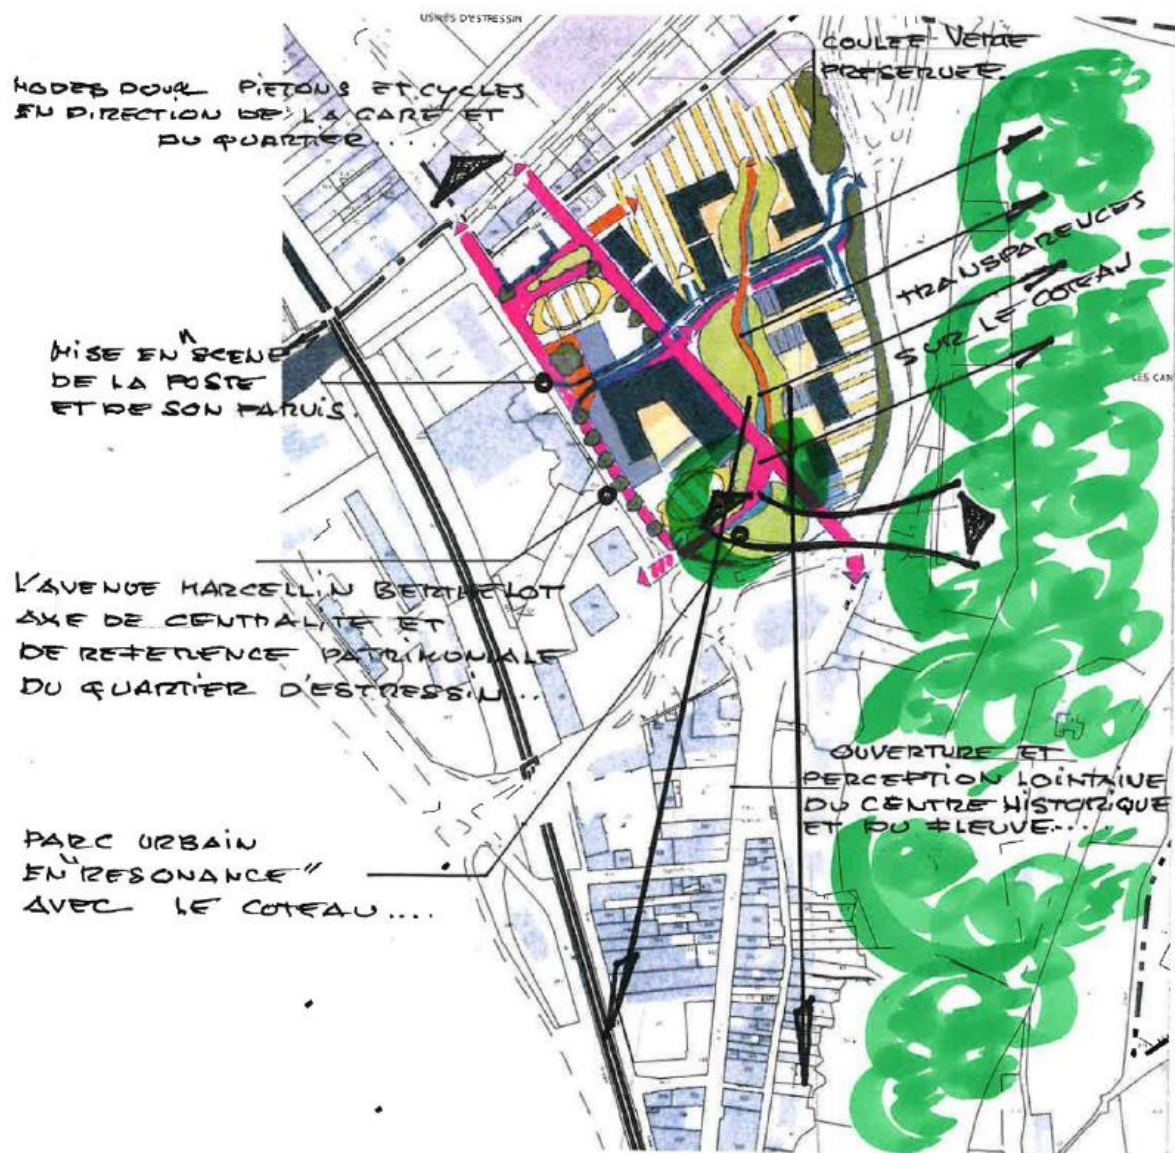 USINES D'ESTRESSIN
COULEE VERTE
PRESERVEE.
MODES DOUX PIETONS ET CYCLES
EN DIRECTION DE LA GARE ET
DU QUARTIER...
TRANSPARENCES
SUR LE COTEAU
MISE EN "SCENE
DE LA POSTE
ET DE SON PARVIS.
LES CAN
L'AVENUE MARCELLIN BERTHELOT
AXE DE CENTRALITE ET
DE REFERENCE PATRIMONIALE
DU QUARTIER D'ESTRESSIN...
OUVERTURE ET
PERCEPTION LOINTAINE
DU CENTRE HISTORIQUE
ET DU FLEUVE....
PARC URBAIN
EN "RESONANCE"
AVEC LE COTEAU....